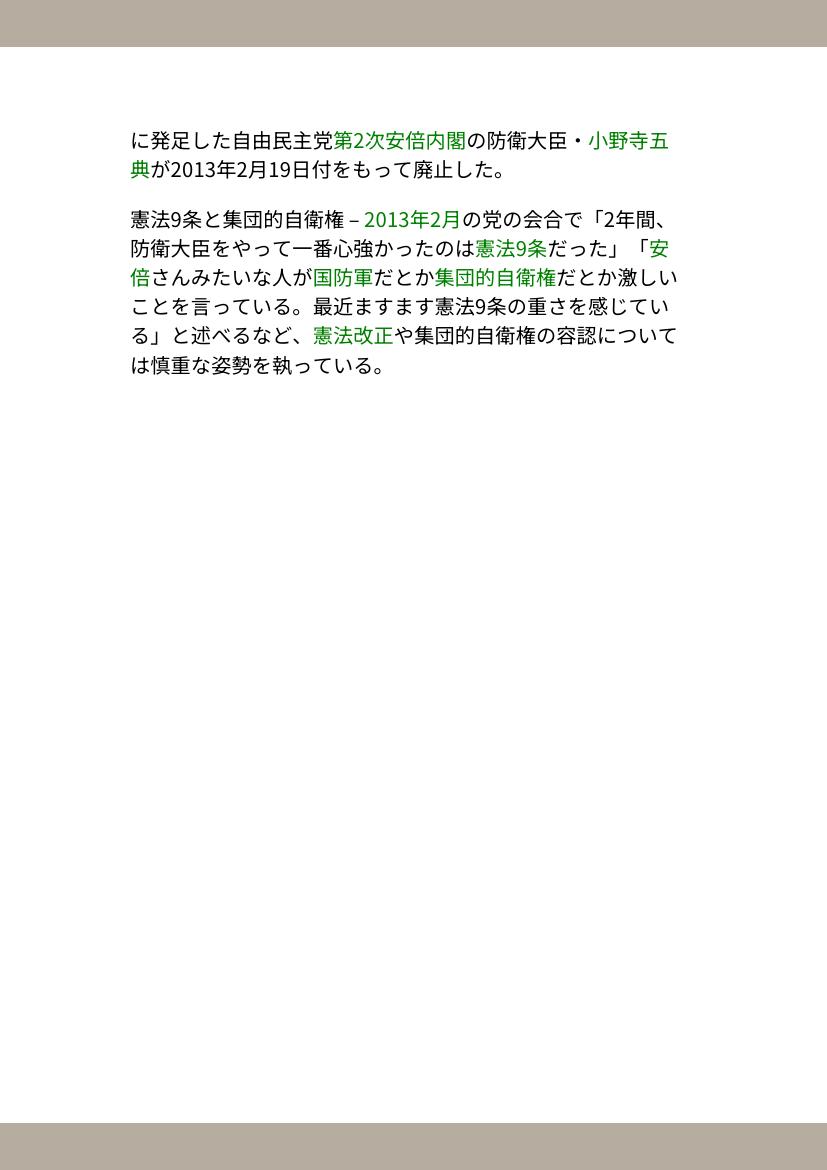 に発足した自由民主党第2次安倍内閣の防衛大臣・小野寺五
典が2013年2月19日付をもって廃止した。
憲法9条と集団的自衛権 – 2013年2月の党の会合で「2年間、
防衛大臣をやって一番心強かったのは憲法9条だった」「安
倍さんみたいな人が国防軍だとか集団的自衛権だとか激しい
ことを言っている。最近ますます憲法9条の重さを感じてい
る」と述べるなど、憲法改正や集団的自衛権の容認について
は慎重な姿勢を執っている。